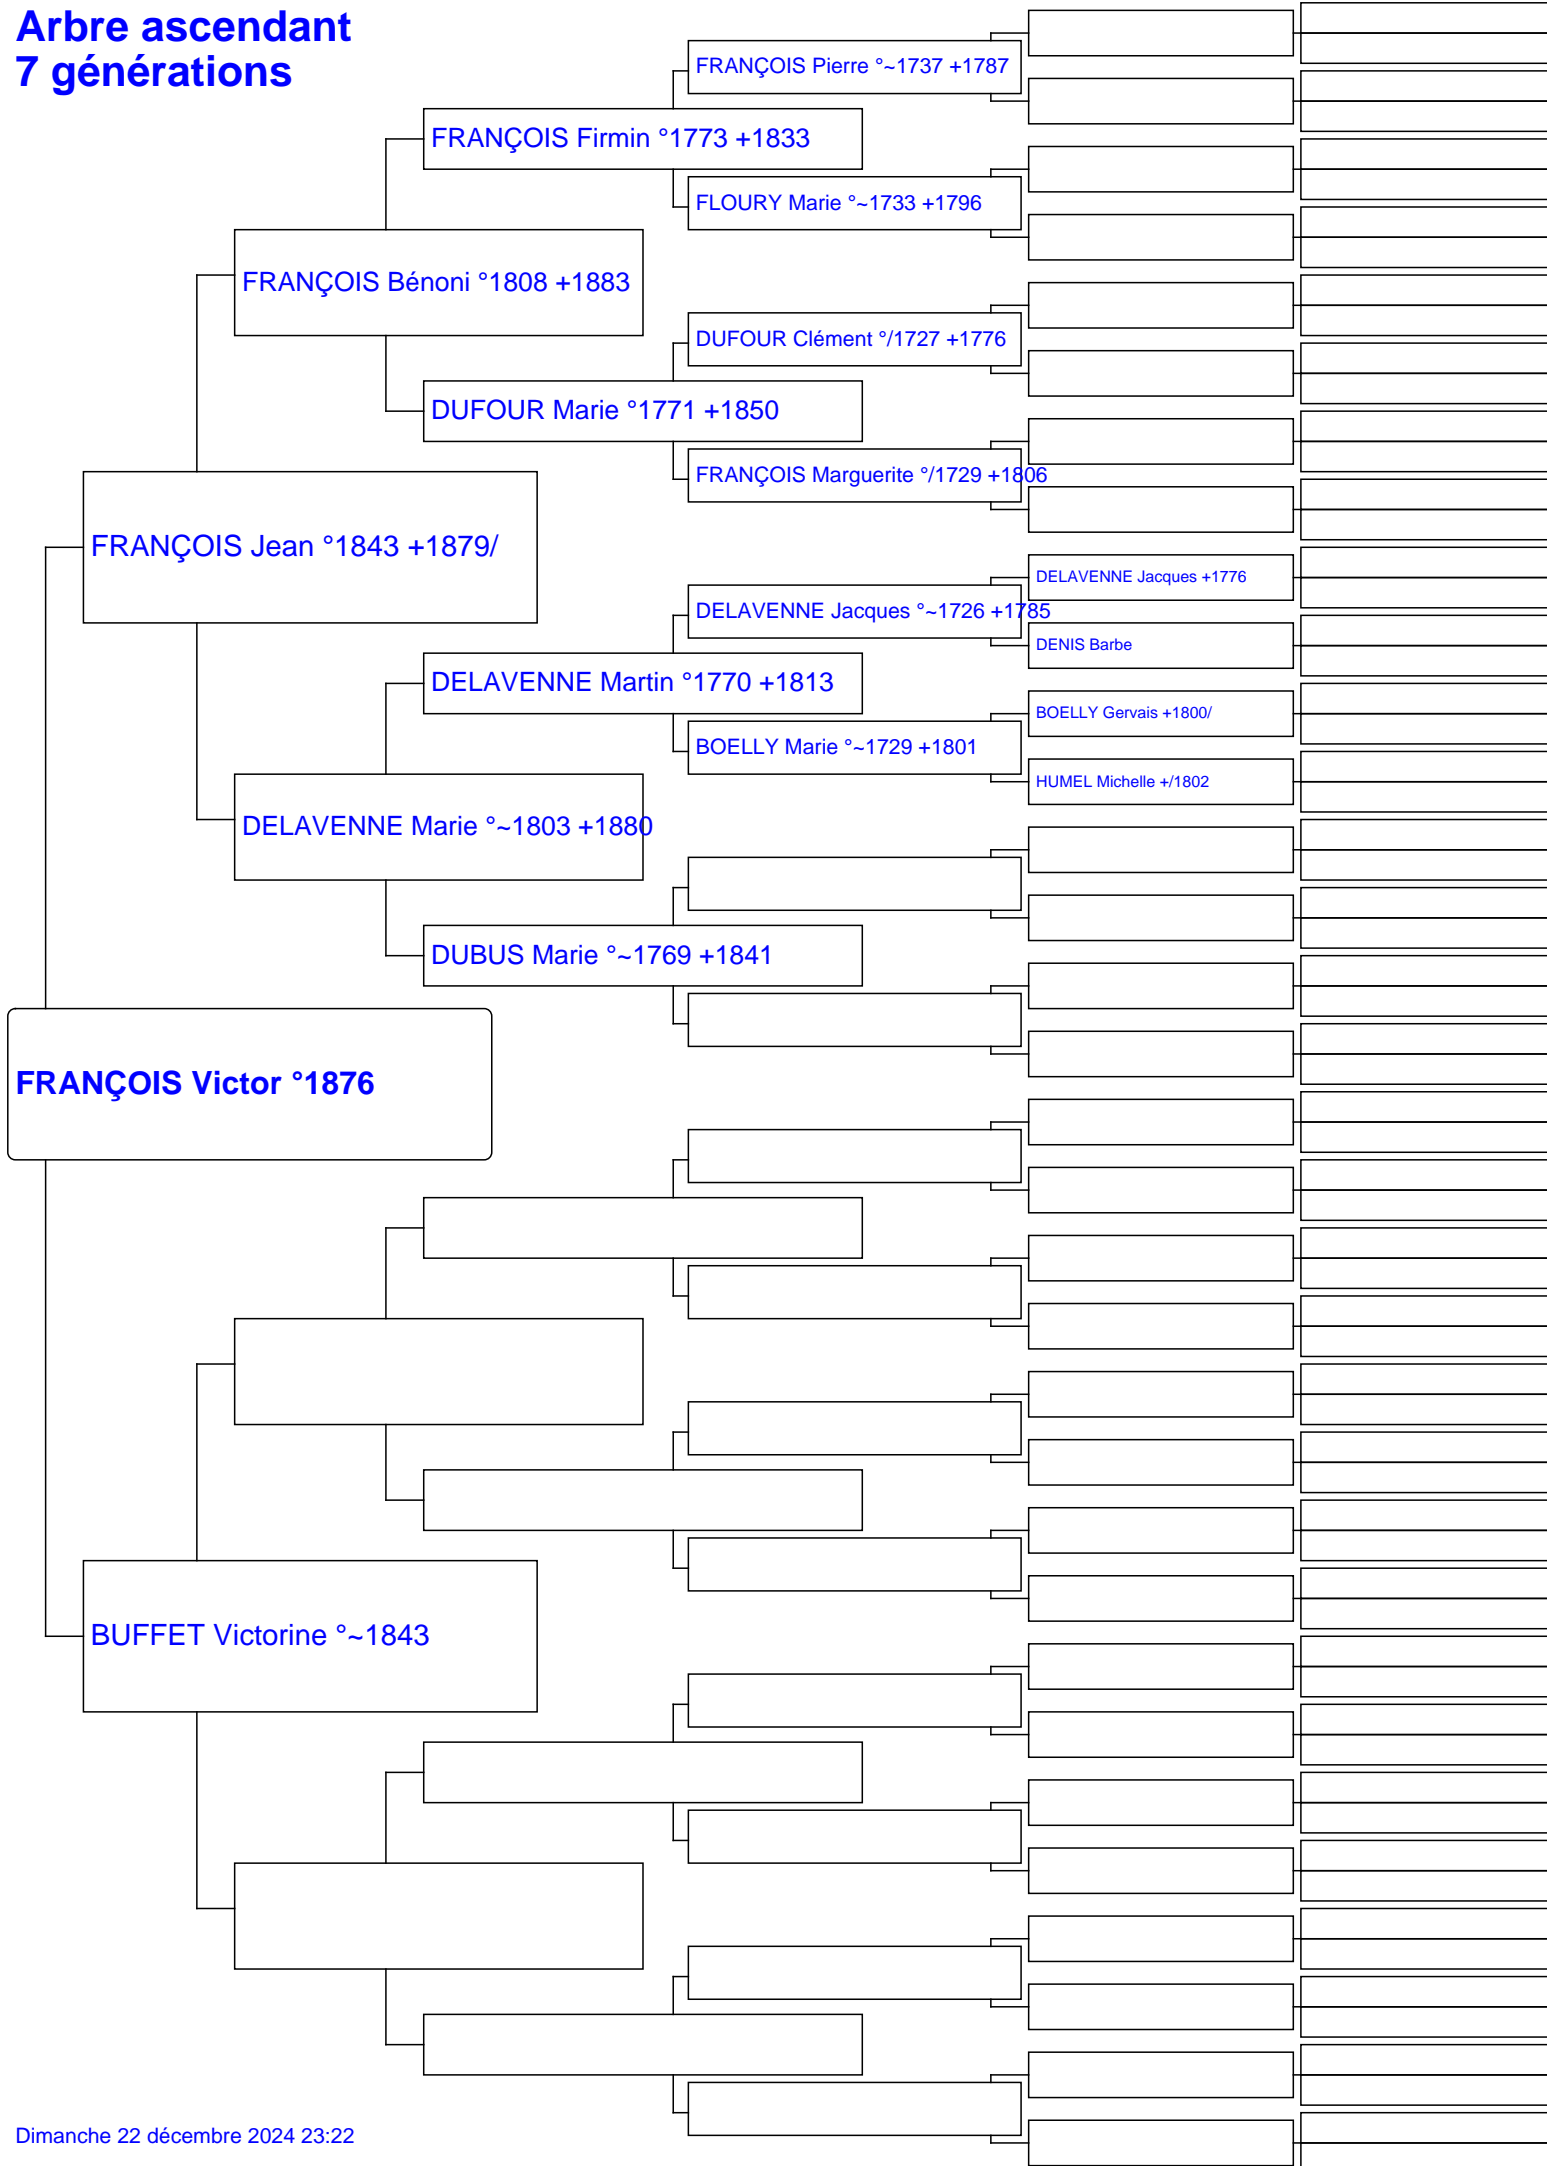 Arbre ascendant
7 générations
FRANÇOIS Pierre °~1737 +1787
FRANÇOIS Firmin °1773 +1833
FLOURY Marie °~1733 +1796
FRANÇOIS Bénoni °1808 +1883
DUFOUR Clément °/1727 +1776
DUFOUR Marie °1771 +1850
FRANÇOIS Marguerite °/1729 +1806
FRANÇOIS Jean °1843 +1879/
DELAVENNE Jacques +1776
DELAVENNE Jacques °~1726 +1785
DENIS Barbe
DELAVENNE Martin °1770 +1813
BOELLY Gervais +1800/
BOELLY Marie °~1729 +1801
HUMEL Michelle +/1802
DELAVENNE Marie °~1803 +1880
DUBUS Marie °~1769 +1841
FRANÇOIS Victor °1876
BUFFET Victorine °~1843
Dimanche 22 décembre 2024 23:22